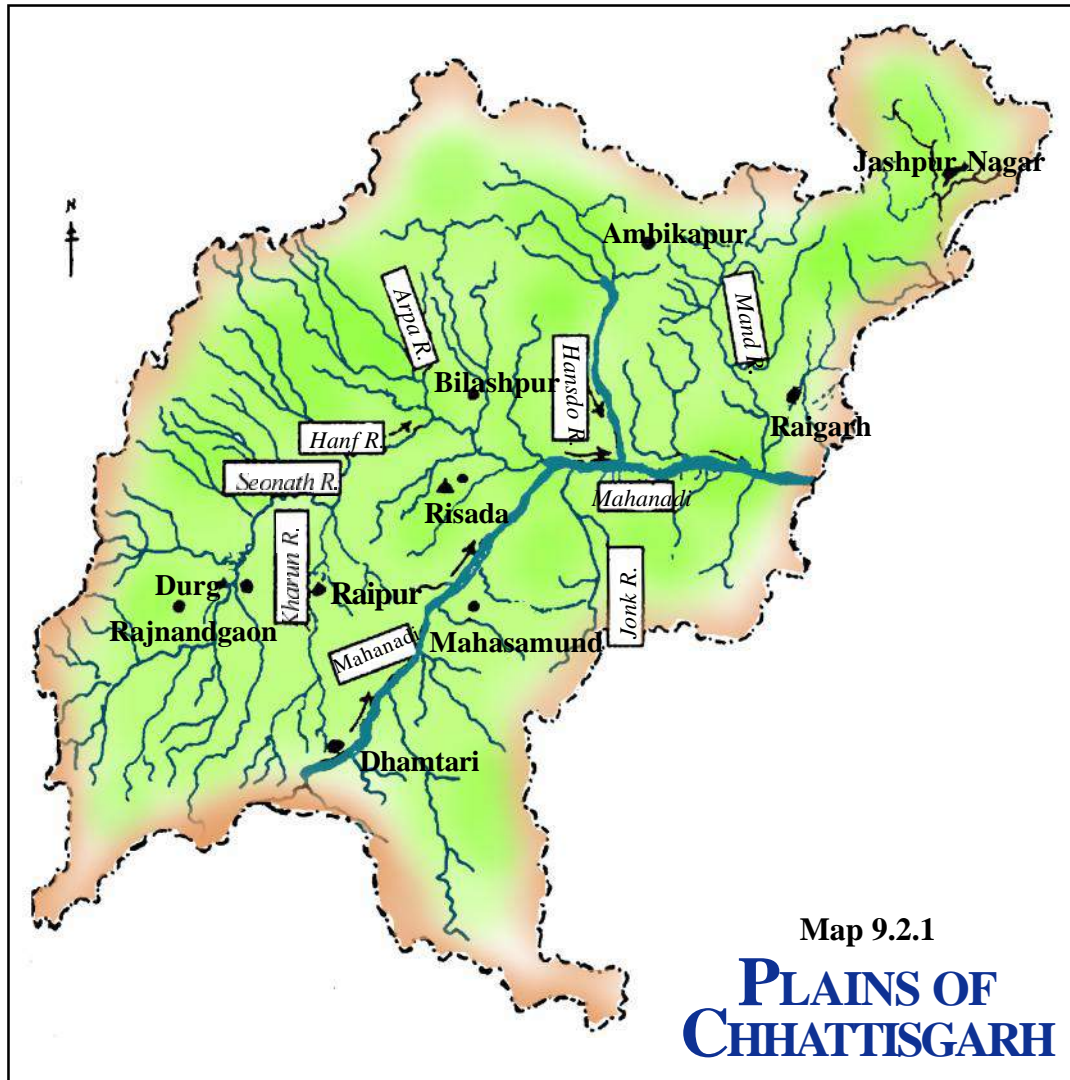 Jashpur Nagar
N
Ambikapur
Arpa R.
Mand R.
Bilashpur
Hansdo R.
Raigarh
Hanf R.
Seonath R.
Mahanadi
Risada
Kharun R.
Jonk R.
Durg
Raipur
Rajnandgaon
Mahasamund
Mahanadi
Dhamtari
Map 9.2.1
PLAINS OF
CHHATTISGARH